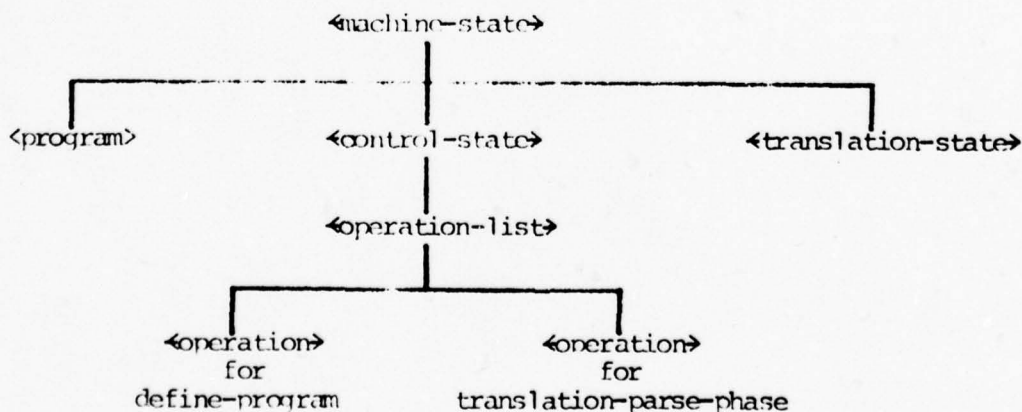 <machine-state>
<program> <control-state> <translation-state>
<operation-list>
<operation> <operation>
for for
define-program translation-parse-phase